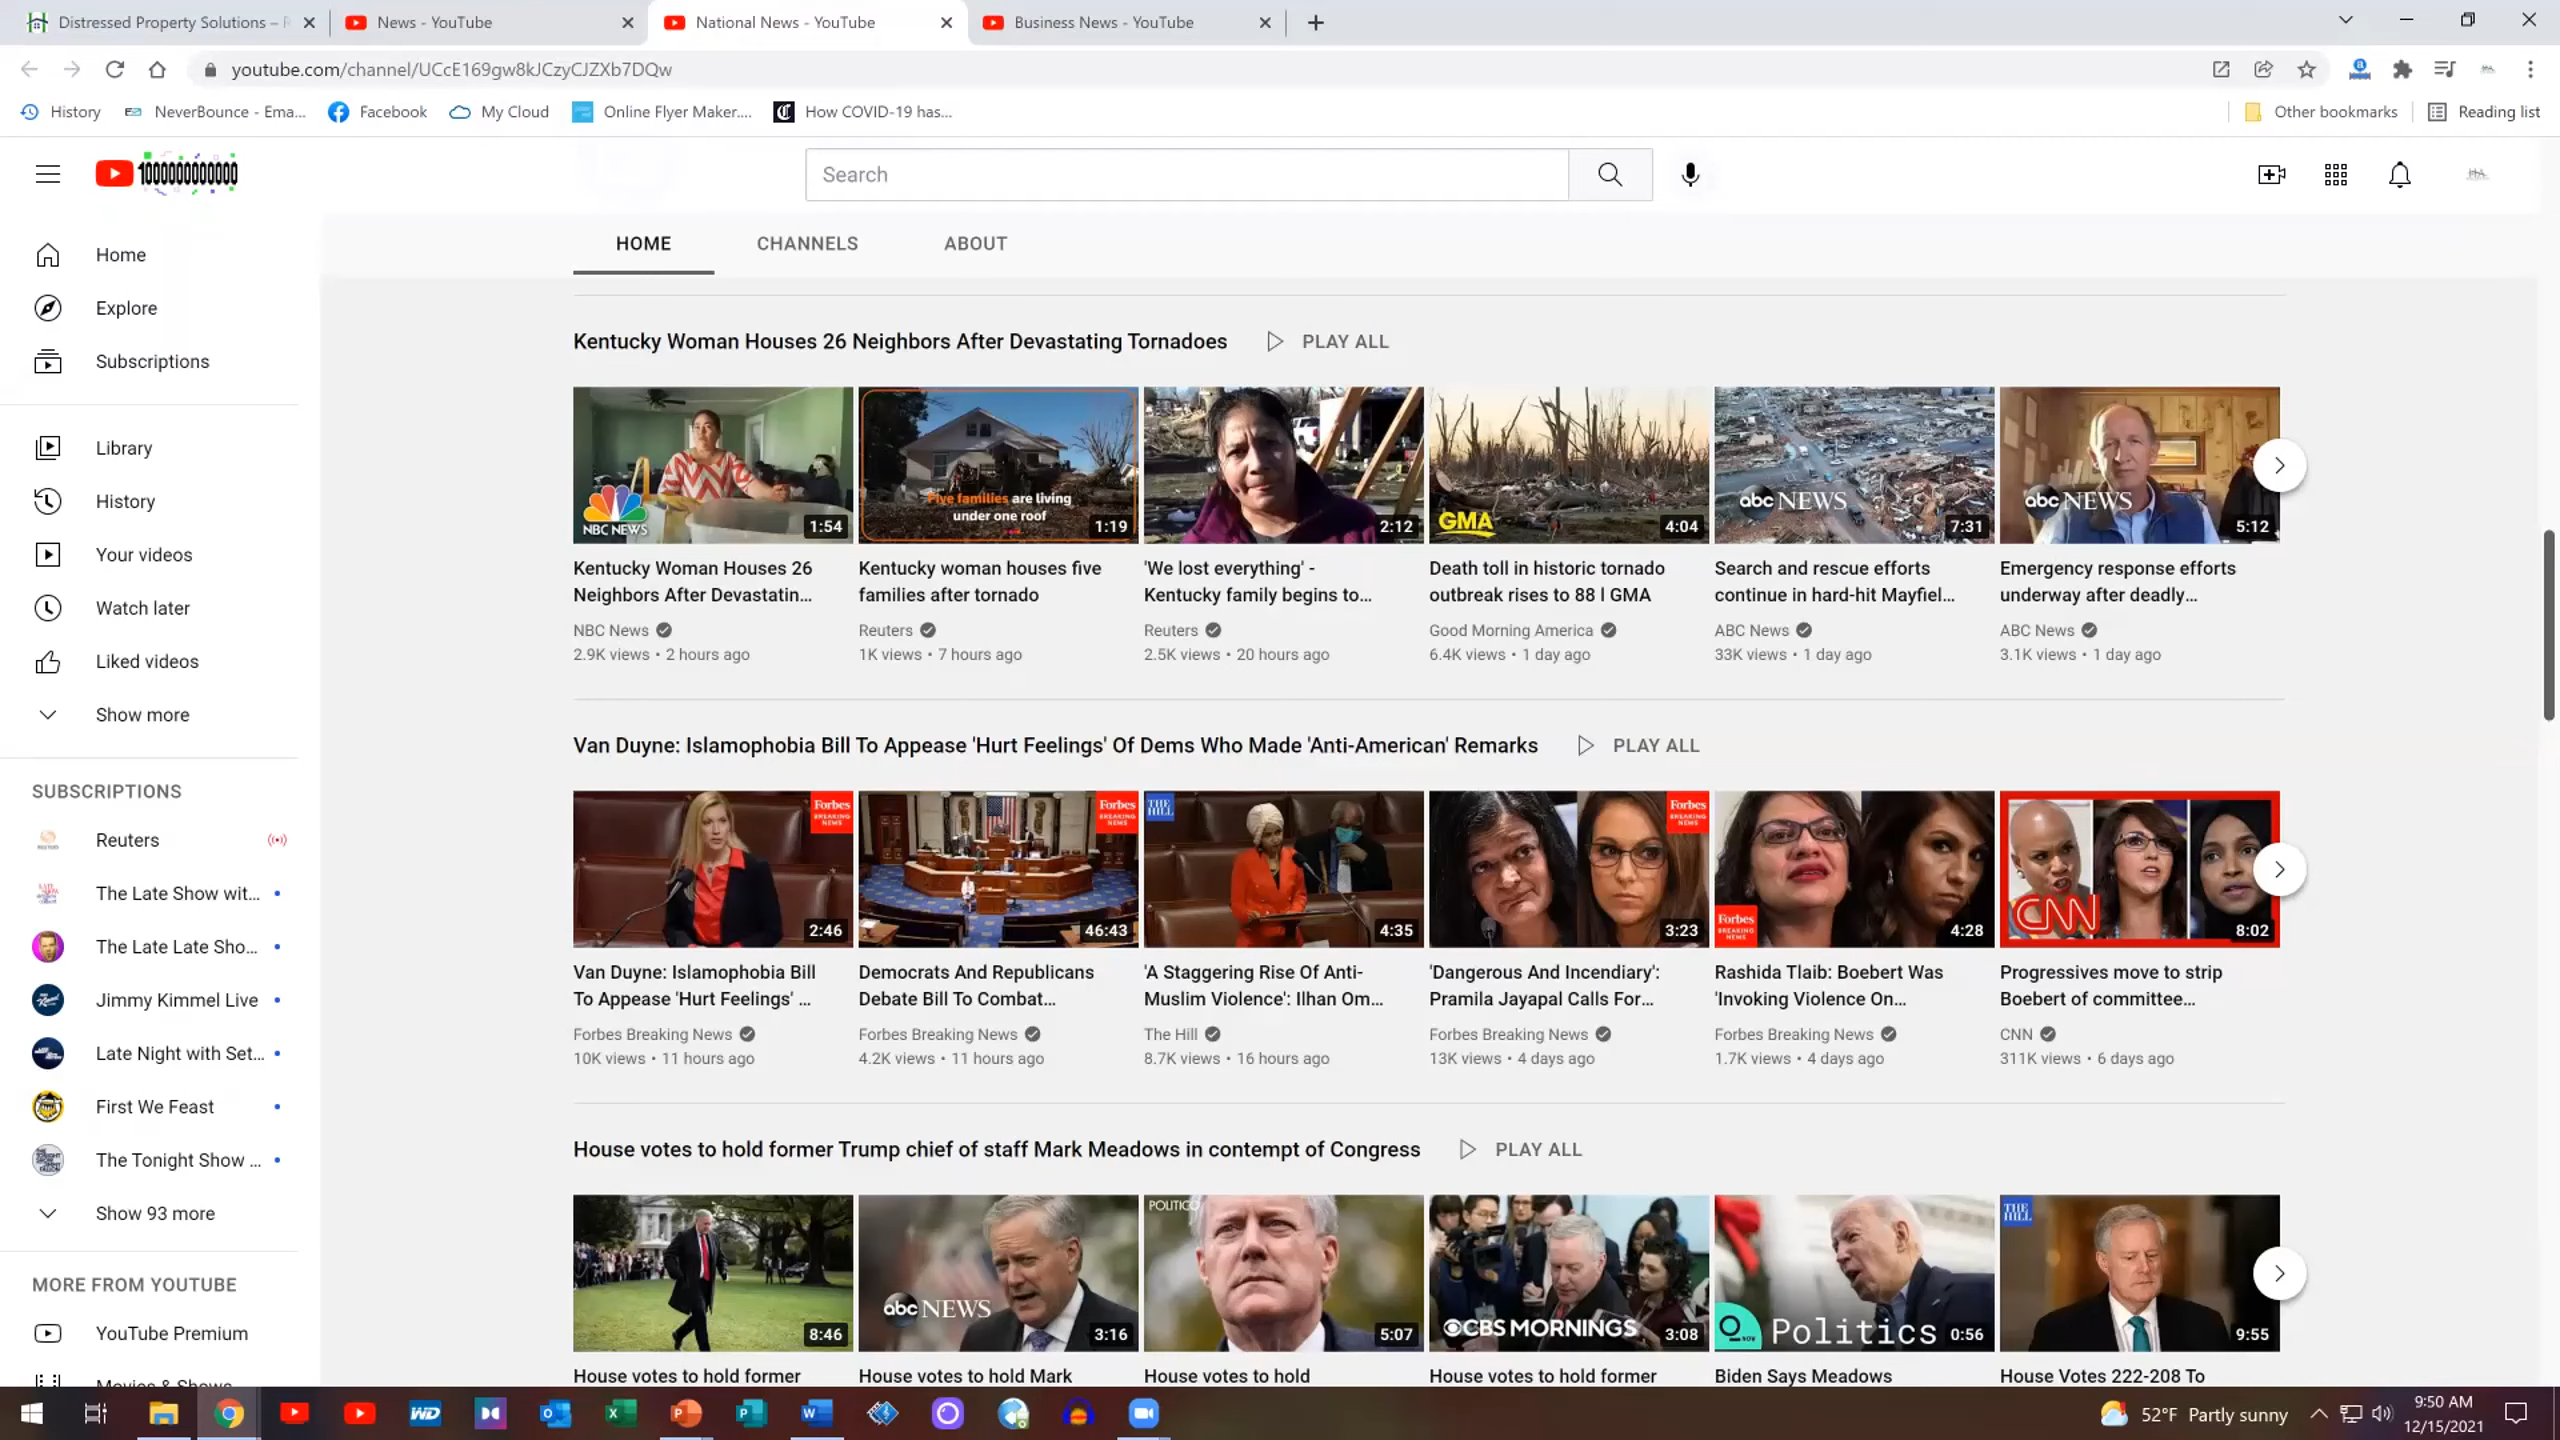 Distressed Property Solutions – R
News - YouTube
National News - YouTube
Business News - YouTube
youtube.com/channel/UCcE169gw8kJCzyCJZXb7DQw
History
NeverBounce - Ema...
Facebook
My Cloud
Online Flyer Maker....
How COVID-19 has...
Other bookmarks
Reading list
1000000000000
Search
HOME
CHANNELS
ABOUT
Home
Explore
Subscriptions
Library
History
Your videos
Watch later
Liked videos
Show more
SUBSCRIPTIONS
Reuters
The Late Show wit...
The Late Late Sho...
Jimmy Kimmel Live
Late Night with Set...
First We Feast
The Tonight Show ...
Show 93 more
MORE FROM YOUTUBE
YouTube Premium
Movies & Shows
Kentucky Woman Houses 26 Neighbors After Devastating Tornadoes
PLAY ALL
NBC NEWS
1:54
Five families are living
under one roof
1:19
2:12
GMA
4:04
abc NEWS
7:31
abc NEWS
5:12
Kentucky Woman Houses 26
Neighbors After Devastatin...
NBC News
2.9K views • 2 hours ago
Kentucky woman houses five
families after tornado
Reuters
1K views • 7 hours ago
'We lost everything' -
Kentucky family begins to...
Reuters
2.5K views • 20 hours ago
Death toll in historic tornado
outbreak rises to 88 l GMA
Good Morning America
6.4K views • 1 day ago
Search and rescue efforts
continue in hard-hit Mayfiel...
ABC News
33K views • 1 day ago
Emergency response efforts
underway after deadly...
ABC News
3.1K views • 1 day ago
Van Duyne: Islamophobia Bill To Appease 'Hurt Feelings' Of Dems Who Made 'Anti-American' Remarks
PLAY ALL
Forbes
BREAKING
NEWS
2:46
Forbes
BREAKING
NEWS
46:43
THE
HILL
4:35
Forbes
BREAKING
NEWS
3:23
Forbes
BREAKING
NEWS
4:28
CNN
8:02
Van Duyne: Islamophobia Bill
To Appease 'Hurt Feelings' ...
Forbes Breaking News
10K views • 11 hours ago
Democrats And Republicans
Debate Bill To Combat...
Forbes Breaking News
4.2K views • 11 hours ago
'A Staggering Rise Of Anti-
Muslim Violence': Ilhan Om...
The Hill
8.7K views • 16 hours ago
'Dangerous And Incendiary':
Pramila Jayapal Calls For...
Forbes Breaking News
13K views • 4 days ago
Rashida Tlaib: Boebert Was
'Invoking Violence On...
Forbes Breaking News
1.7K views • 4 days ago
Progressives move to strip
Boebert of committee...
CNN
311K views • 6 days ago
House votes to hold former Trump chief of staff Mark Meadows in contempt of Congress
PLAY ALL
8:46
abc NEWS
3:16
POLITICO
5:07
CBS MORNINGS
3:08
NOW
Politics
0:56
THE
HILL
9:55
House votes to hold former
House votes to hold Mark
House votes to hold
House votes to hold former
Biden Says Meadows
House Votes 222-208 To
WD
52°F Partly sunny
9:50 AM
12/15/2021